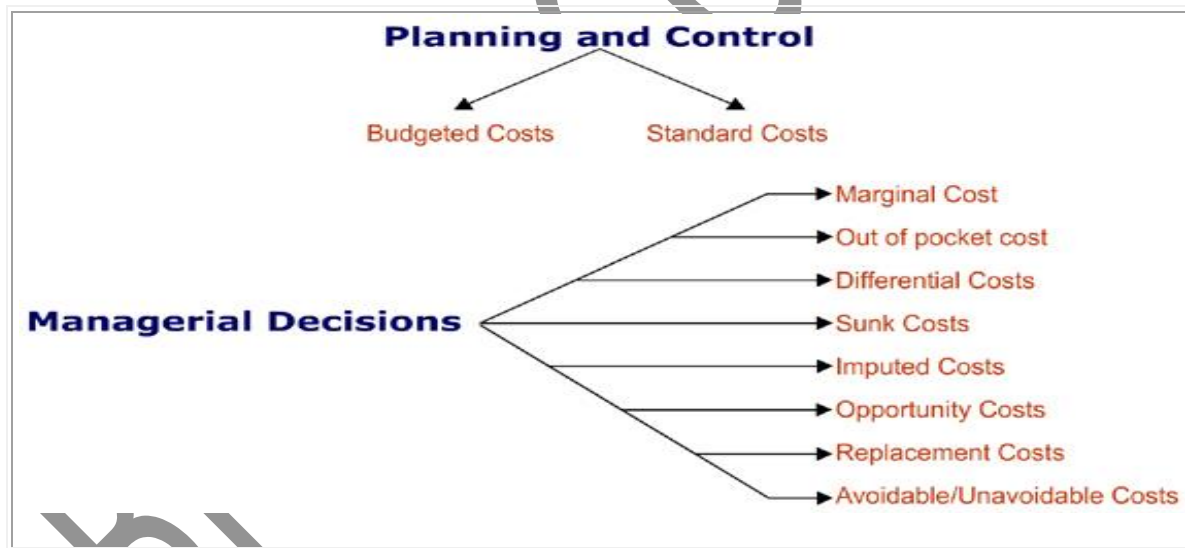 Planning and Control
Budgeted Costs Standard Costs
Marginal Cost
Out of pocket cost
Differential Costs
Managerial Decisions Sunk Costs
Imputed Costs
Opportunity Costs
Replacement Costs
Avoidable/Unavoidable Costs